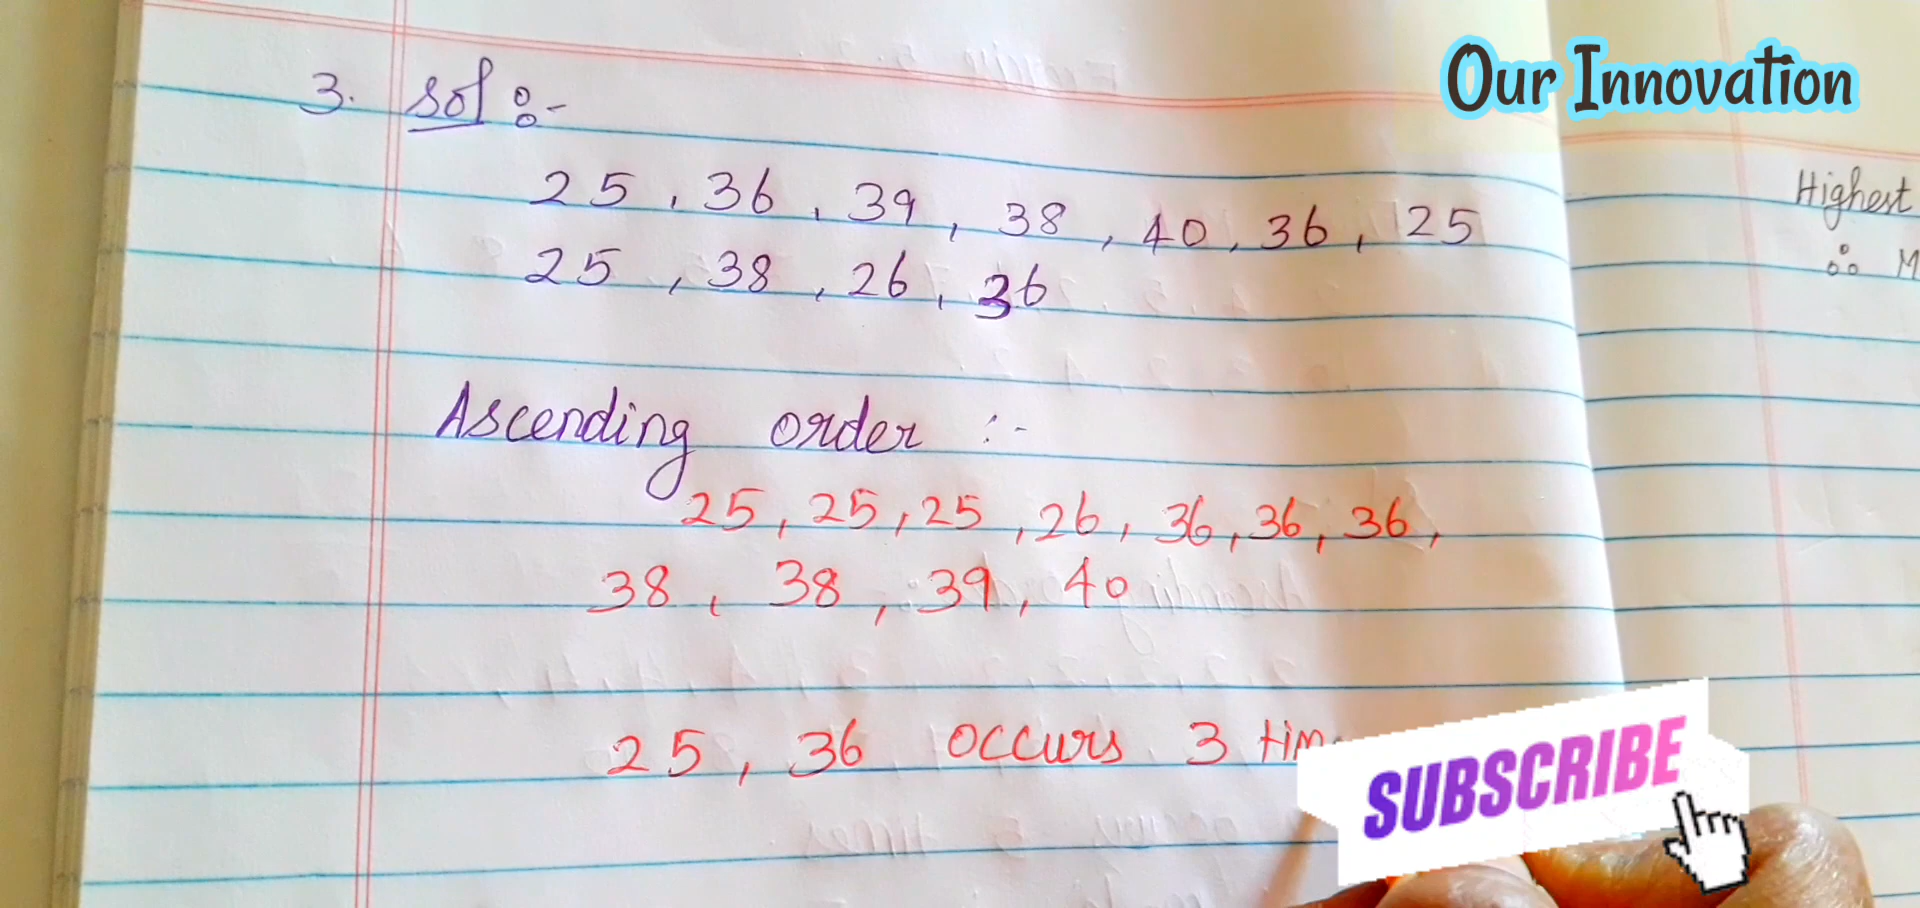 Our Innovation
3. Sol :-
25, 36, 39, 38, 40, 36, 25
25, 38, 26, 36
Ascending order :-
25, 25, 25, 26, 36, 36, 36,
38, 38, 39, 40
25, 36 occurs 3
Highest
∴ M
SUBSCRIBE